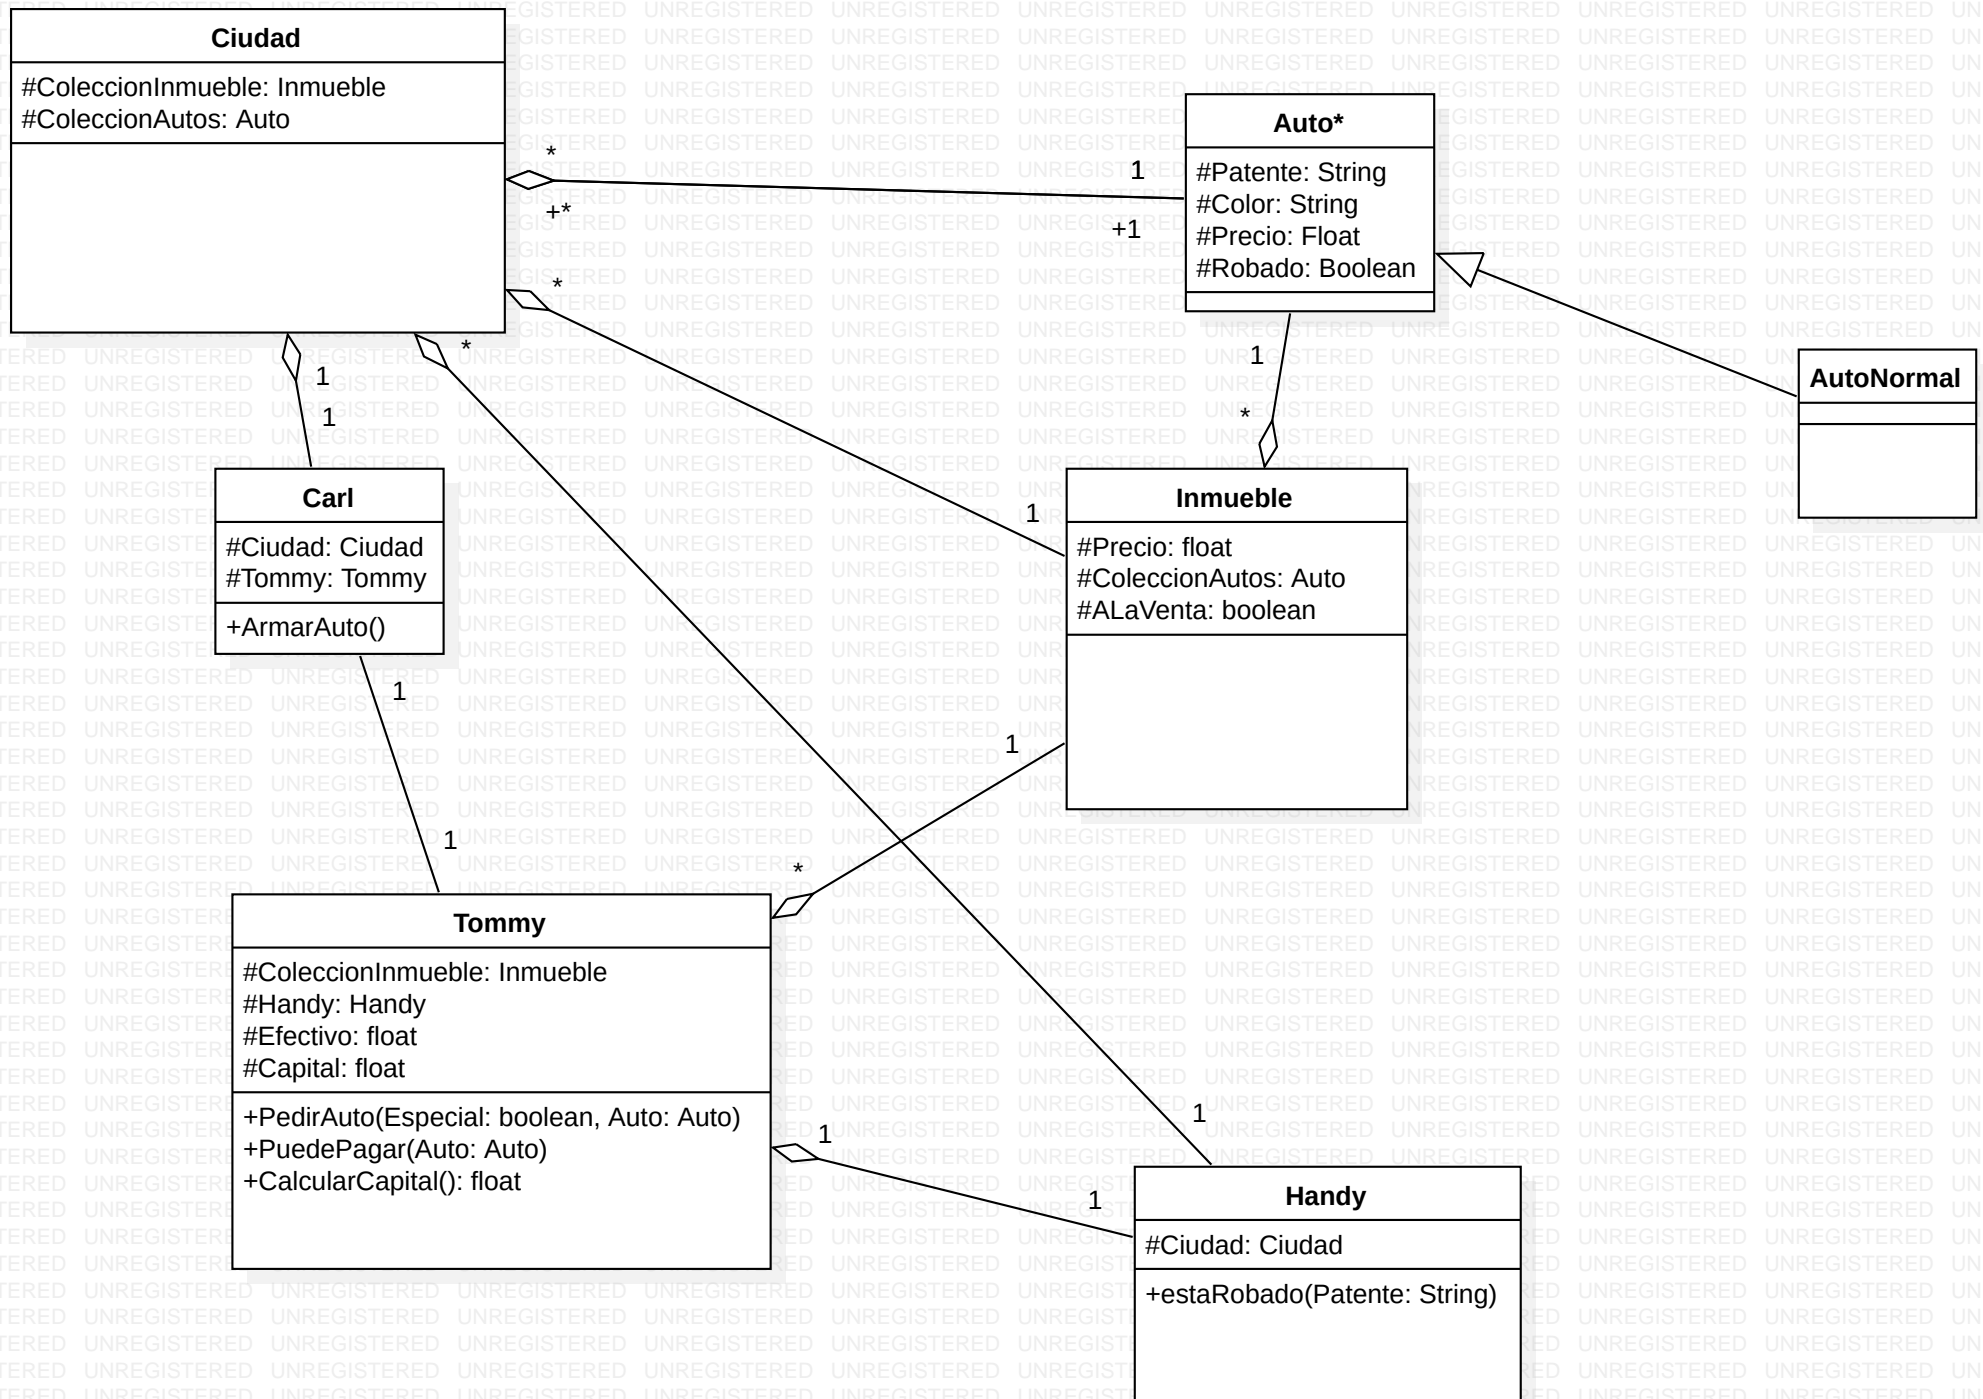 Ciudad
#ColeccionInmueble: Inmueble
#ColeccionAutos: Auto
*
+*
1
+1
Auto*
#Patente: String
#Color: String
#Precio: Float
#Robado: Boolean
*
*
1
1
1
*
AutoNormal
Carl
#Ciudad: Ciudad
#Tommy: Tommy
+ArmarAuto()
1
Inmueble
#Precio: float
#ColeccionAutos: Auto
#ALaVenta: boolean
1
1
1
*
Tommy
#ColeccionInmueble: Inmueble
#Handy: Handy
#Efectivo: float
#Capital: float
+PedirAuto(Especial: boolean, Auto: Auto)
+PuedePagar(Auto: Auto)
+CalcularCapital(): float
1
1
1
Handy
#Ciudad: Ciudad
+estaRobado(Patente: String)
UNREGISTERED